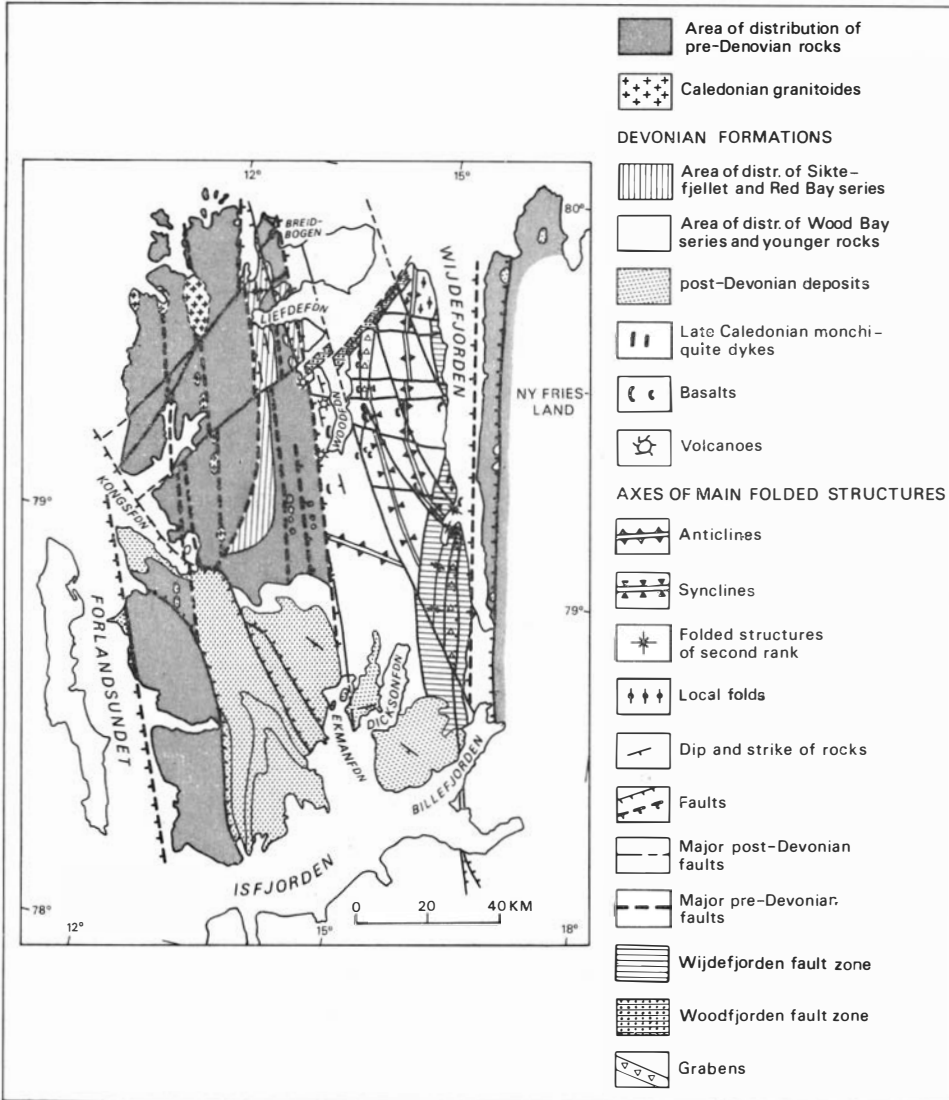 12°
15°
80°
BREID-
BOGEN
LIEFDEFDN
WIJDEFJORDEN
WOODFJDN
NY FRIES-
LAND
79°
KONGSFDN
79°
FORLANDSUNDET
DICKSONFDN
EKMANFDN
BILLEFJORDEN
ISFJORDEN
0 20 40 KM
78°
12°
15°
18°
Area of distribution of
pre-Denovian rocks
Caledonian granitoides
DEVONIAN FORMATIONS
Area of distr. of Sikte-
fjellet and Red Bay series
Area of distr. of Wood Bay
series and younger rocks
post-Devonian deposits
Late Caledonian monchi-
quite dykes
Basalts
Volcanoes
AXES OF MAIN FOLDED STRUCTURES
Anticlines
Synclines
Folded structures
of second rank
Local folds
Dip and strike of rocks
Faults
Major post-Devonian
faults
Major pre-Devonian
faults
Wijdefjorden fault zone
Woodfjorden fault zone
Grabens